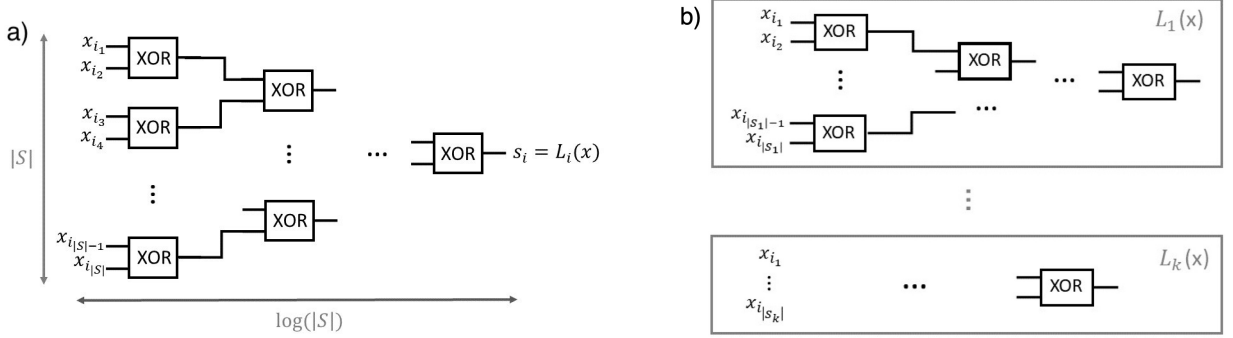 a)
x_{i_1}
x_{i_2}
XOR
XOR
x_{i_3}
x_{i_4}
XOR
|S|
...
...
XOR
s_i = L_i(x)
...
XOR
x_{i_{|S|-1}}
x_{i_{|S|}}
XOR
log(|S|)
b)
L_1(x)
x_{i_1}
x_{i_2}
XOR
XOR
...
XOR
...
...
x_{i_{|s_1|-1}}
x_{i_{|s_1|}}
XOR
...
L_k(x)
x_{i_1}
...
x_{i_{|s_k|}}
...
XOR